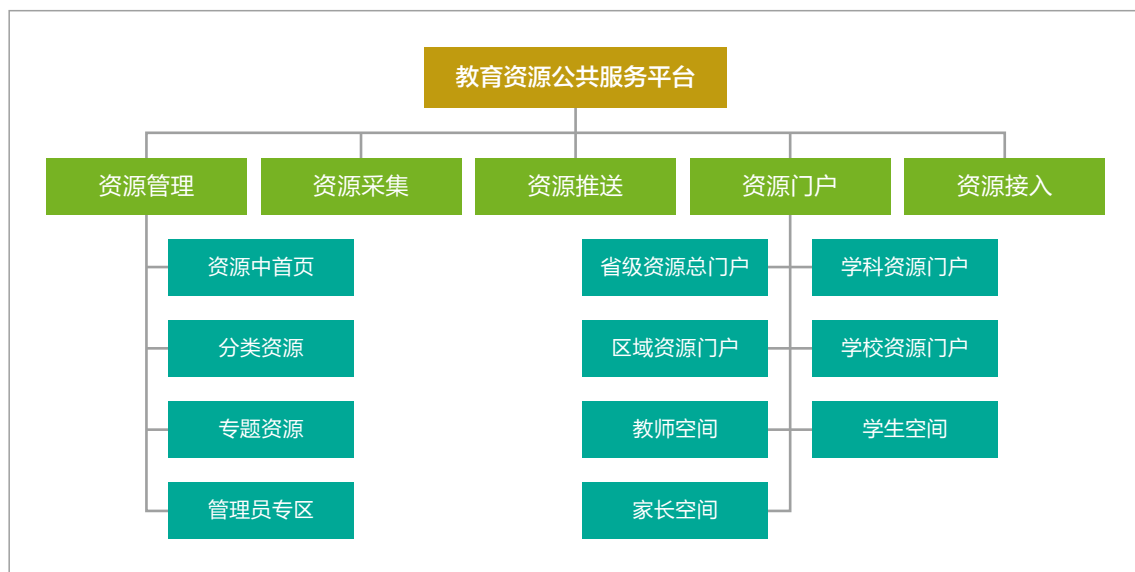 教育资源公共服务平台
资源管理
资源采集
资源推送
资源门户
资源接入
资源中首页
分类资源
专题资源
管理员专区
省级资源总门户
学科资源门户
区域资源门户
学校资源门户
教师空间
学生空间
家长空间